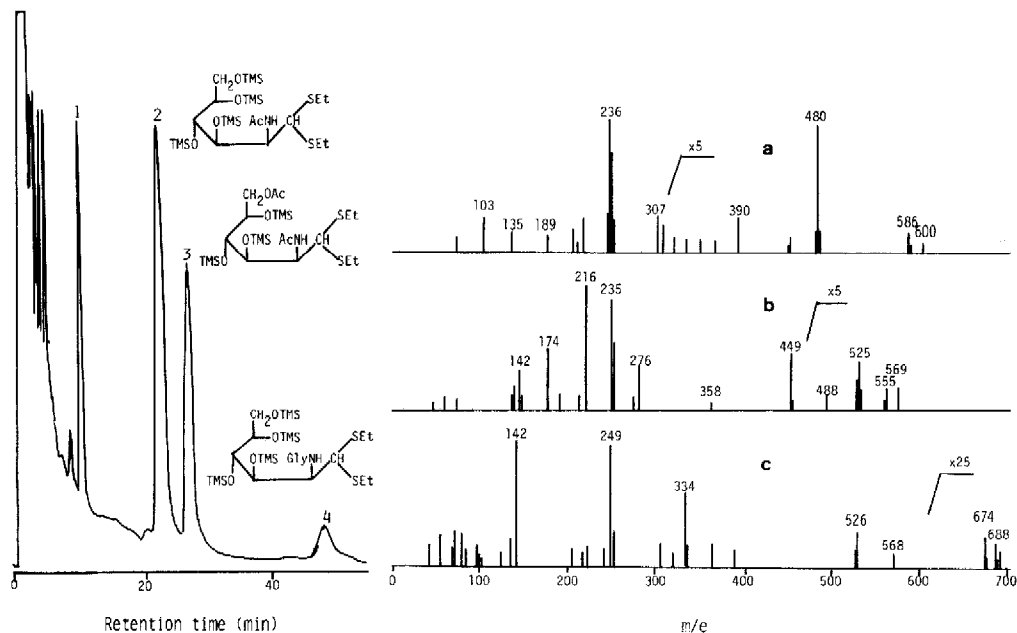 1
2
CH2OTMS
OTMS
OTMS AcNH CH
SEt
SEt
TMSO
CH2OAc
OTMS
OTMS AcNH CH
SEt
SEt
TMSO
3
CH2OTMS
OTMS
OTMS GlyNH CH
SEt
SEt
TMSO
4
0 20 40
Retention time (min)
a
103 135 189 236 307 x5 390 480 586 600
b
142 174 216 235 276 358 449 x5 488 525 555 569
c
142 249 334 526 568 x25 674 688
0 100 200 300 400 500 600 700
m/e